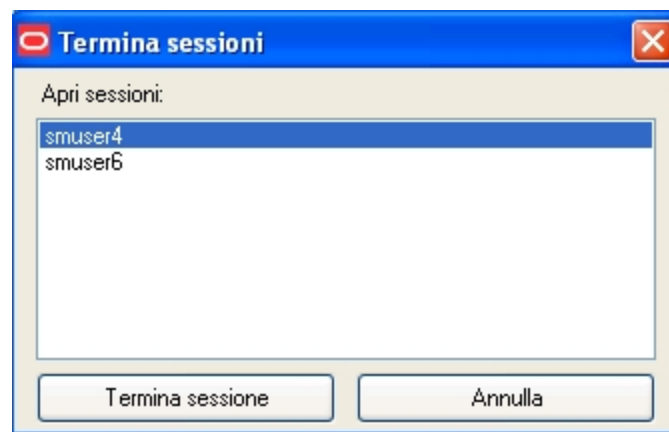 Termina sessioni
Apri sessioni:
smuser4
smuser6
Termina sessione
Annulla